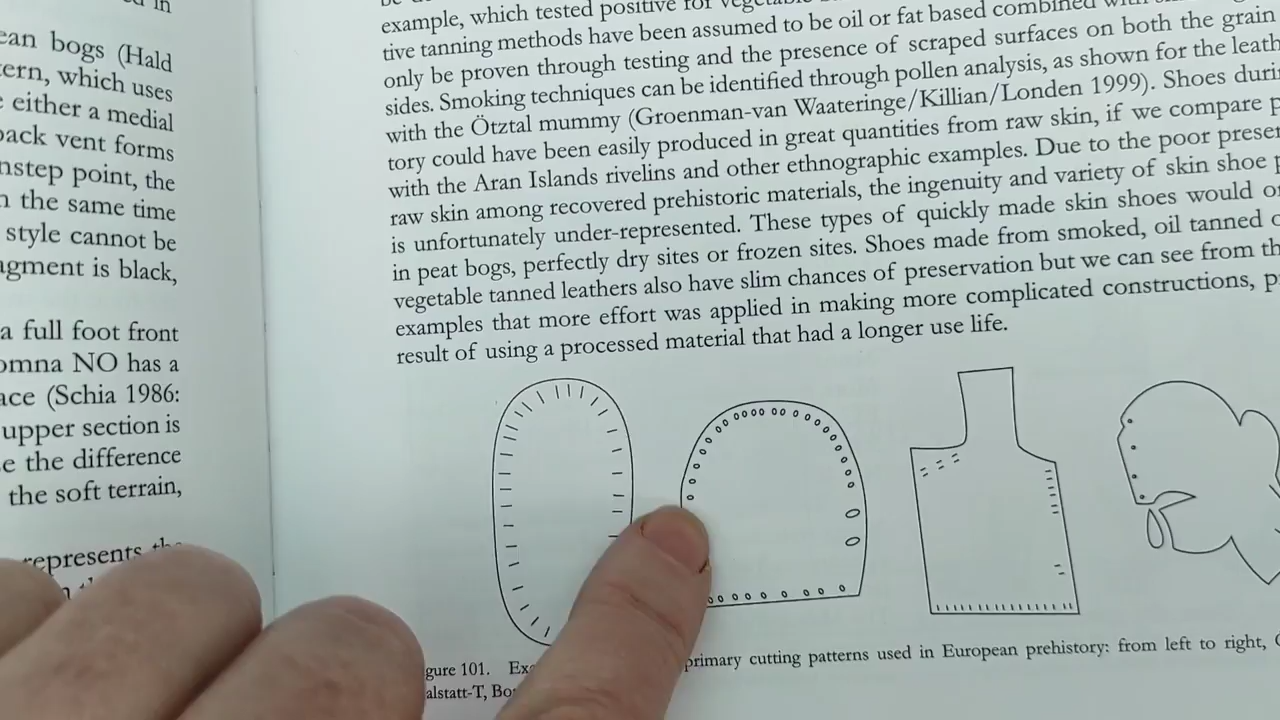 in
ean bogs (Hald
ern, which uses
either a medial
back vent forms
nstep point, the
n the same time
style cannot be
agment is black,
a full foot front
omna NO has a
ace (Schia 1986:
upper section is
e the difference
the soft terrain,
represents the
example, which tested positive for
tive tanning methods have been assumed to be oil or fat based combined
only be proven through testing and the presence of scraped surfaces on both the grain
sides. Smoking techniques can be identified through pollen analysis, as shown for the leath
with the Ötztal mummy (Groenman-van Waateringe/Killian/Londen 1999). Shoes duri
tory could have been easily produced in great quantities from raw skin, if we compare p
with the Aran Islands rivelins and other ethnographic examples. Due to the poor preser
raw skin among recovered prehistoric materials, the ingenuity and variety of skin shoe p
is unfortunately under-represented. These types of quickly made skin shoes would o
in peat bogs, perfectly dry sites or frozen sites. Shoes made from smoked, oil tanned o
vegetable tanned leathers also have slim chances of preservation but we can see from th
examples that more effort was applied in making more complicated constructions, p
result of using a processed material that had a longer use life.
gure 101. Ex primary cutting patterns used in European prehistory: from left to right,
alstatt-T, Bo